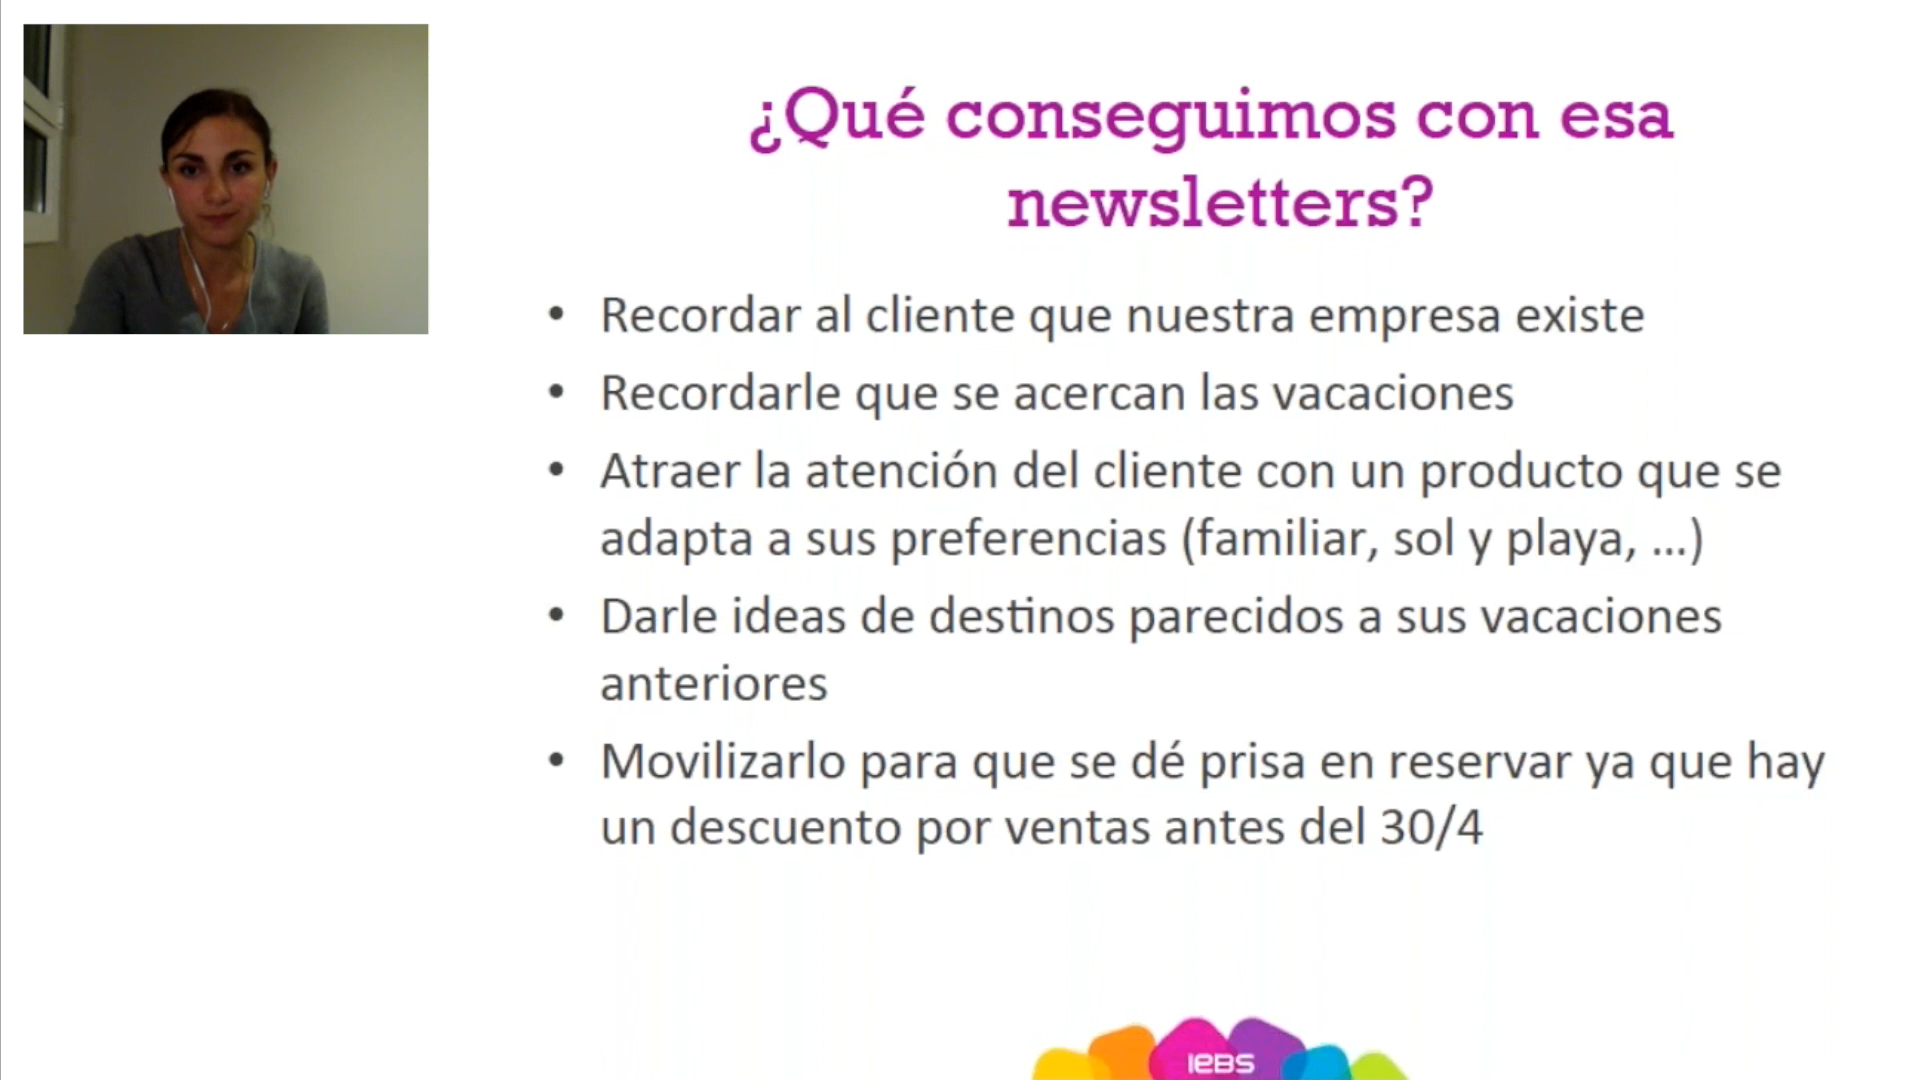 ¿Qué conseguimos con esa
newsletters?
• Recordar al cliente que nuestra empresa existe
• Recordarle que se acercan las vacaciones
• Atraer la atención del cliente con un producto que se
adapta a sus preferencias (familiar, sol y playa, ...)
• Darle ideas de destinos parecidos a sus vacaciones
anteriores
• Movilizarlo para que se dé prisa en reservar ya que hay
un descuento por ventas antes del 30/4
IEBS